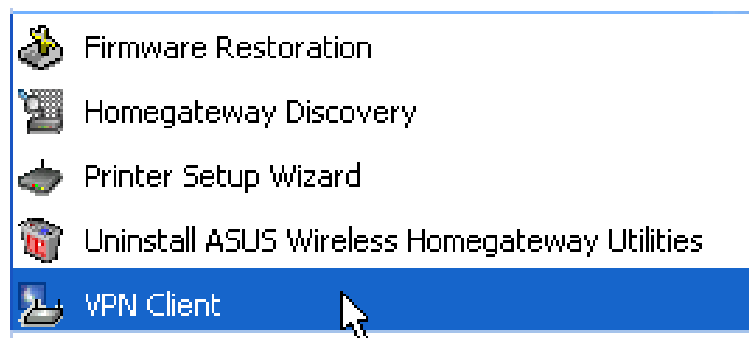 Firmware Restoration
Homegateway Discovery
Printer Setup Wizard
Uninstall ASUS Wireless Homegateway Utilities
VPN Client